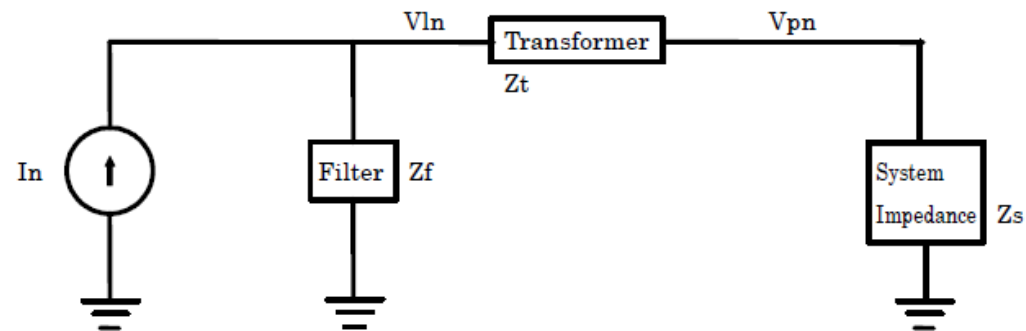 Vln
Transformer
Vpn
Zt
In
Filter
Zf
System
Impedance
Zs